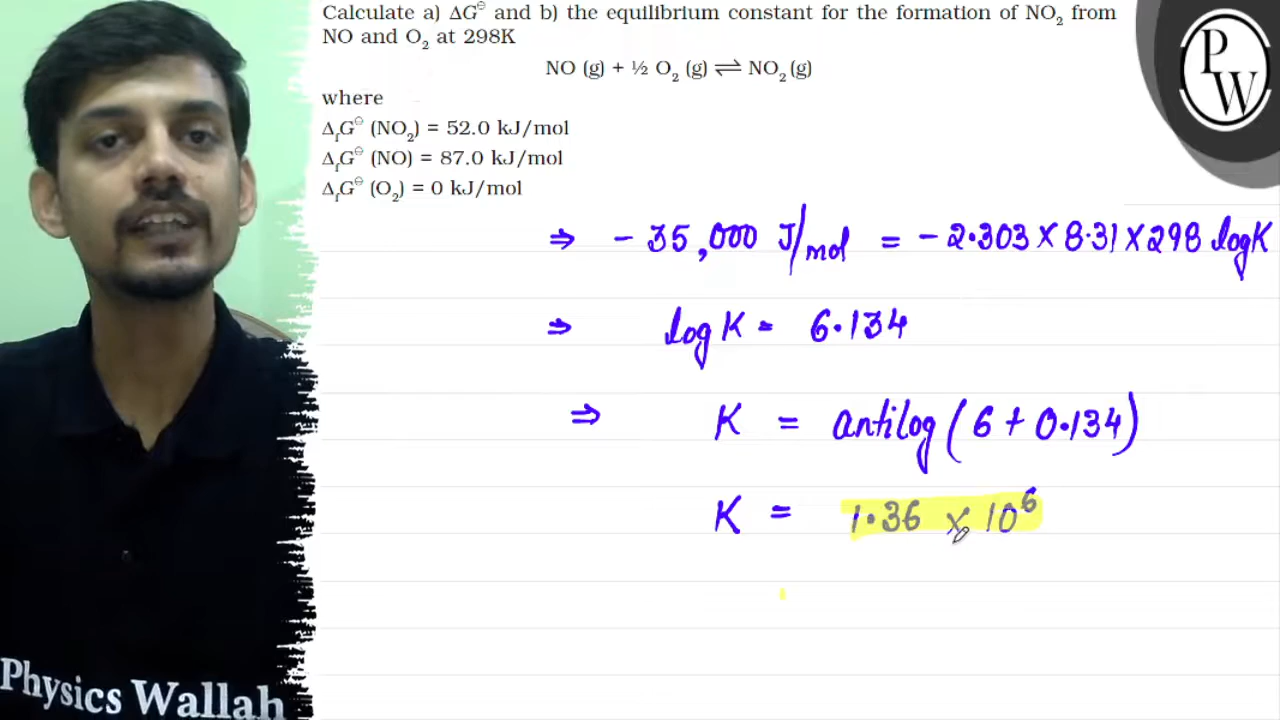 Calculate a) ΔG⊖ and b) the equilibrium constant for the formation of NO₂ from
NO and O₂ at 298K
NO (g) + ½ O₂ (g) ⇌ NO₂ (g)
where
ΔfG⊖ (NO₂) = 52.0 kJ/mol
ΔfG⊖ (NO) = 87.0 kJ/mol
ΔfG⊖ (O₂) = 0 kJ/mol
⇒ - 35,000 J/mol = - 2.303 × 8.31 × 298 log K
⇒ log K = 6.134
⇒ K = antilog (6 + 0.134)
K = 1.36 × 10⁶
P
W
Physics Wallah